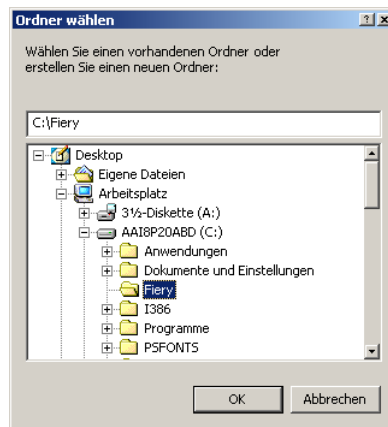 Ordner wählen
Wählen Sie einen vorhandenen Ordner oder
erstellen Sie einen neuen Ordner:
C:\Fiery
Desktop
Eigene Dateien
Arbeitsplatz
3½-Diskette (A:)
AAI8P20ABD (C:)
Anwendungen
Dokumente und Einstellungen
Fiery
I386
Programme
PSFONTS
OK Abbrechen